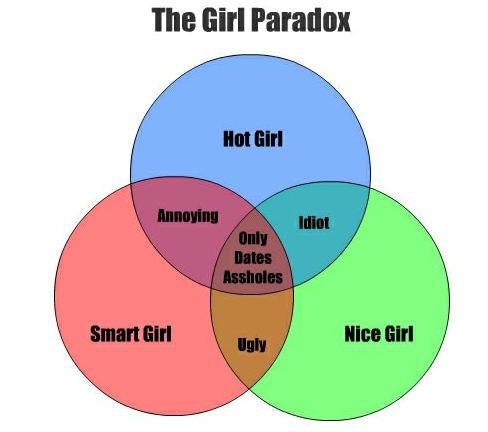 The Girl Paradox
Hot Girl
Annoying
Idiot
Only
Dates
Assholes
Smart Girl
Nice Girl
Ugly